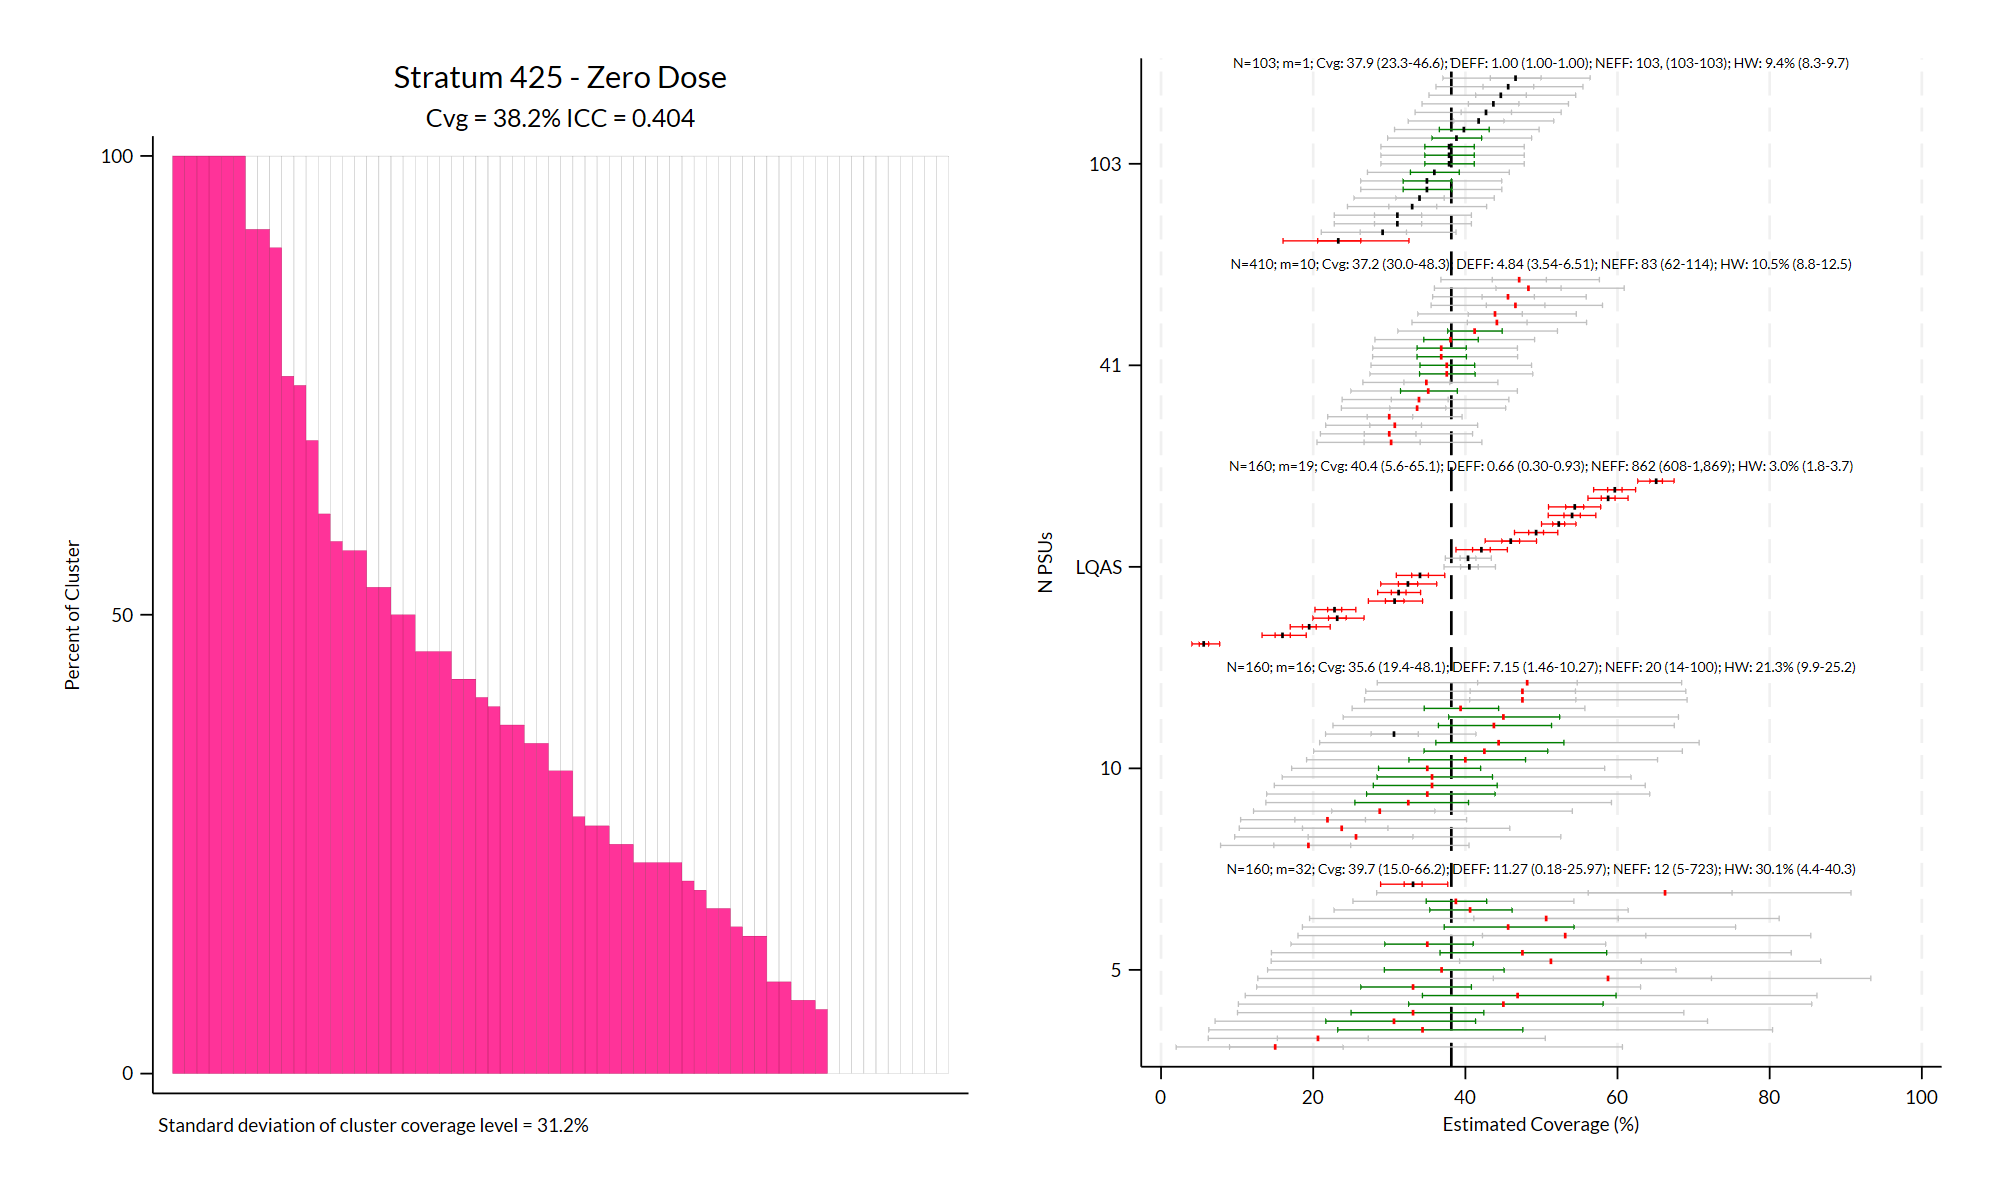 Stratum 425 - Zero Dose
Cvg = 38.2% ICC = 0.404
100
50
0
Percent of Cluster
Standard deviation of cluster coverage level = 31.2%
N=103; m=1; Cvg: 37.9 (23.3-46.6); DEFF: 1.00 (1.00-1.00); NEFF: 103, (103-103); HW: 9.4% (8.3-9.7)
103
N=410; m=10; Cvg: 37.2 (30.0-48.3); DEFF: 4.84 (3.54-6.51); NEFF: 83 (62-114); HW: 10.5% (8.8-12.5)
41
N=160; m=19; Cvg: 40.4 (5.6-65.1); DEFF: 0.66 (0.30-0.93); NEFF: 862 (608-1,869); HW: 3.0% (1.8-3.7)
LQAS
N=160; m=16; Cvg: 35.6 (19.4-48.1); DEFF: 7.15 (1.46-10.27); NEFF: 20 (14-100); HW: 21.3% (9.9-25.2)
10
N=160; m=32; Cvg: 39.7 (15.0-66.2); DEFF: 11.27 (0.18-25.97); NEFF: 12 (5-723); HW: 30.1% (4.4-40.3)
5
N PSUs
0 20 40 60 80 100
Estimated Coverage (%)